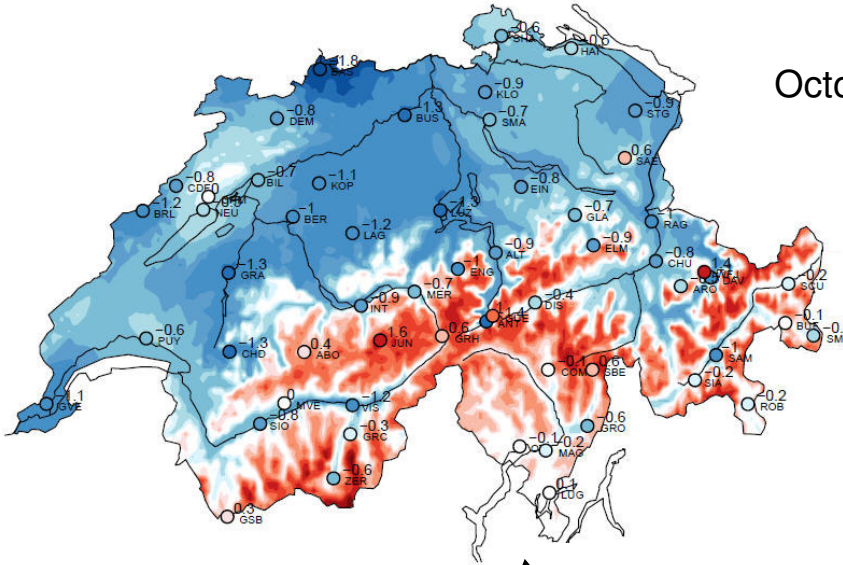 −0.6
SHA
−0.5
HAI
−1.8
BAS
Octo
−0.9
KLO
−0.8
DEM
−1.3
BUS
−0.7
SMA
−0.9
STG
0.6
SAE
−0.8
CDF
−0.7
BIL
−1.1
KOP
−0.8
EIN
−1.2
BRL
NEU
−1
BER
−1.3
LUZ
−0.7
GLA
−1
RAG
−1.2
LAG
−0.9
ALT
−0.9
ELM
−0.8
CHU
−1.3
GRA
−1
ENG
1.4
DAV
ARO
−0.2
SCU
−0.9
INT
−0.7
MER
−0.4
DIS
ANT
−0.1
BUF
−0.6
PUY
1.6
JUN
0.6
GRH
SM
−1.3
CHD
0.4
ABO
−0.1
COM
0.6
SBE
−1
SAM
−0.2
SIA
−1.1
GVE
0
MVE
−1.2
VIS
−0.2
ROB
−0.8
SIO
−0.3
GRC
−0.6
GRO
−0.1
−0.2
MAG
−0.6
ZER
0.1
LUG
0.3
GSB